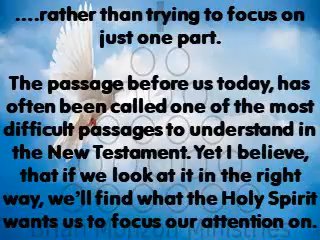 ....rather than trying to focus on
just one part.
The passage before us today, has
often been called one of the most
difficult passages to understand in
the New Testament. Yet I believe,
that if we look at it in the right
way, we'll find what the Holy Spirit
wants us to focus our attention on.